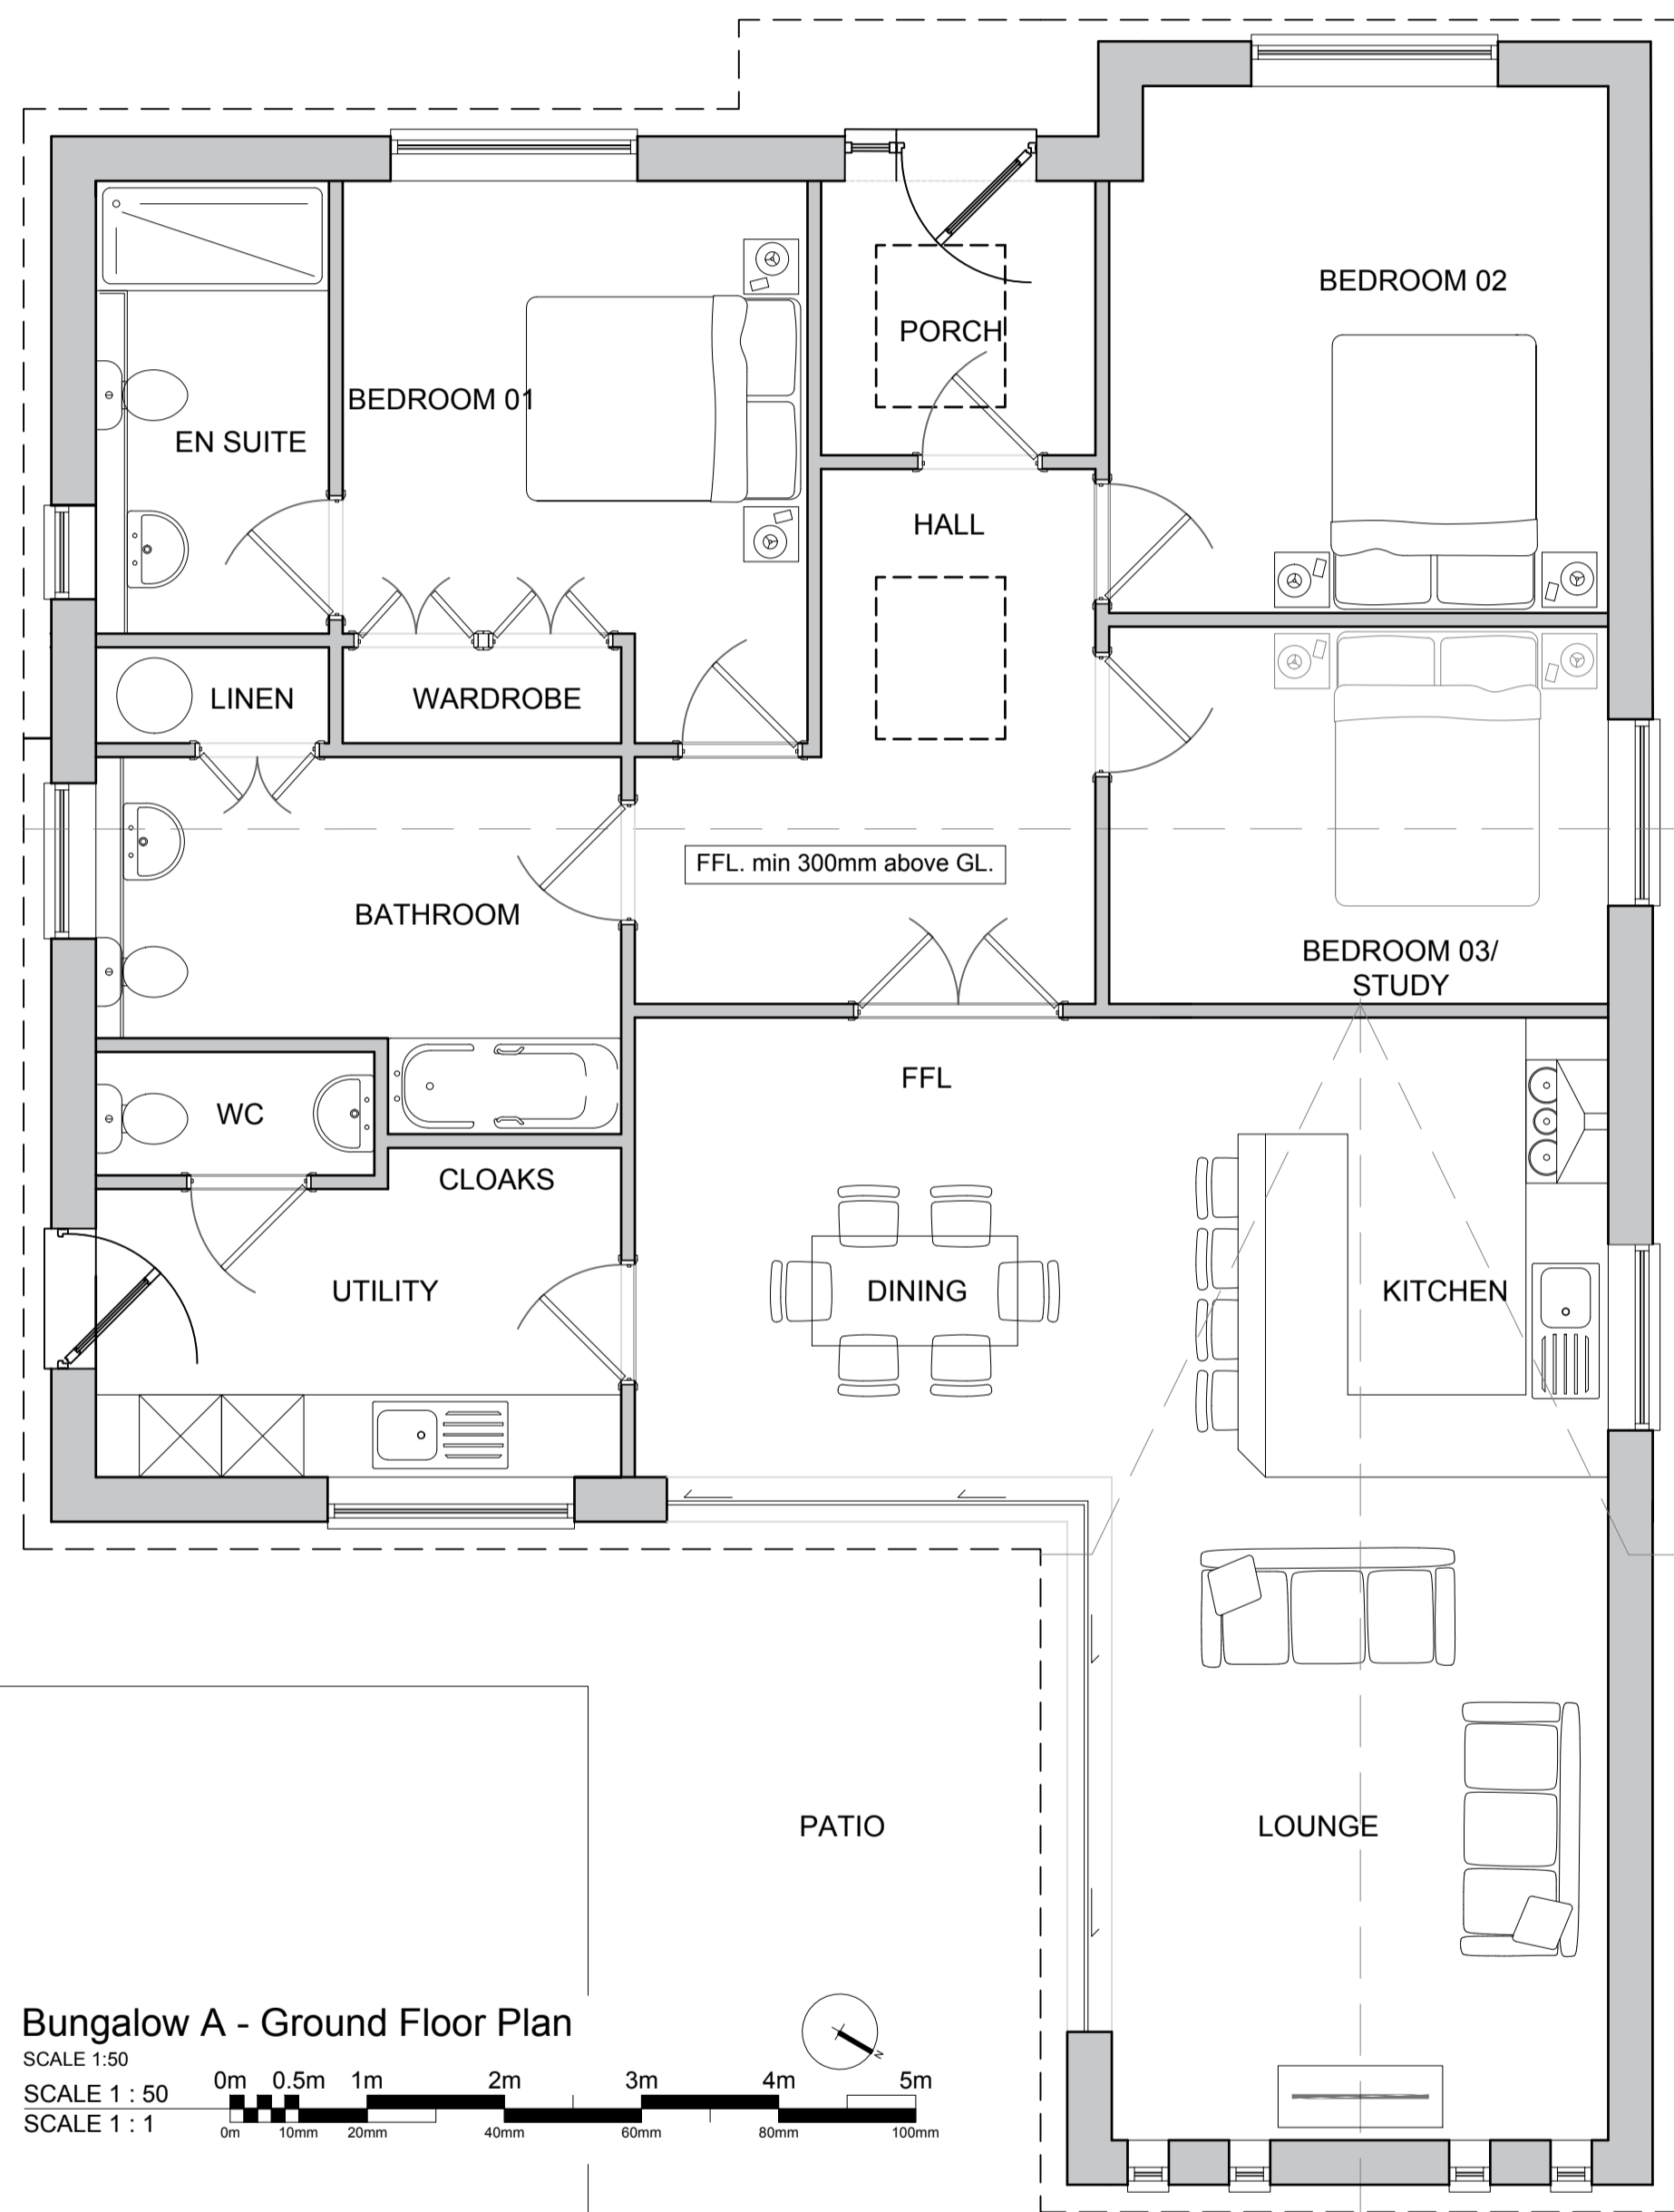 BEDROOM 02
PORCH
BEDROOM 01
EN SUITE
HALL
LINEN
WARDROBE
FFL. min 300mm above GL.
BATHROOM
BEDROOM 03/
STUDY
FFL
WC
CLOAKS
UTILITY
DINING
KITCHEN
PATIO
LOUNGE
Bungalow A - Ground Floor Plan
SCALE 1:50
N
0m 0.5m 1m 2m 3m 4m 5m
SCALE 1 : 50
SCALE 1 : 1
0m 10mm 20mm 40mm 60mm 80mm 100mm